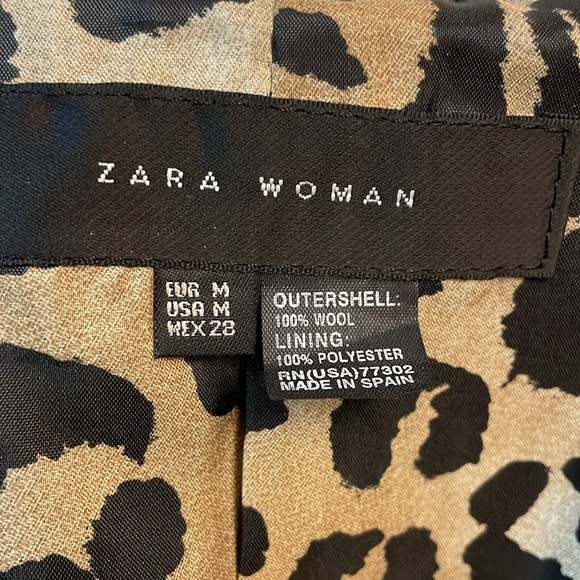 ZARA WOMAN
EUR M
USA M
MEX 28
OUTERSHELL:
100% WOOL
LINING:
100% POLYESTER
RN(USA)77302
MADE IN SPAIN